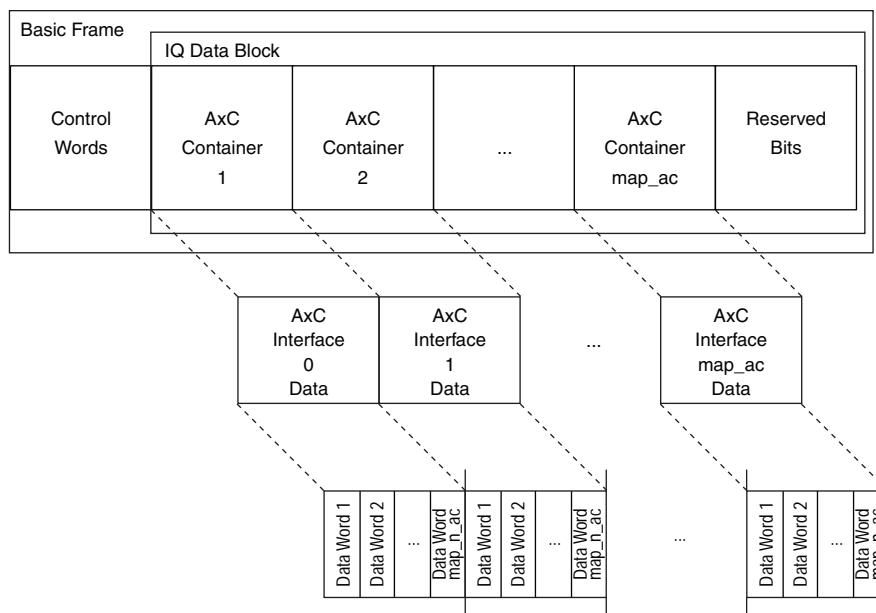 Basic Frame
IQ Data Block
Control
Words
AxC
Container
1
AxC
Container
2
...
AxC
Container
map_ac
Reserved
Bits
AxC
Interface
0
Data
AxC
Interface
1
Data
...
AxC
Interface
map_ac
Data
Data Word 1
Data Word 2
...
Data Word
map_n_ac
Data Word 1
Data Word 2
...
Data Word
map_n_ac
...
Data Word 1
Data Word 2
...
Data Word
map_n_ac